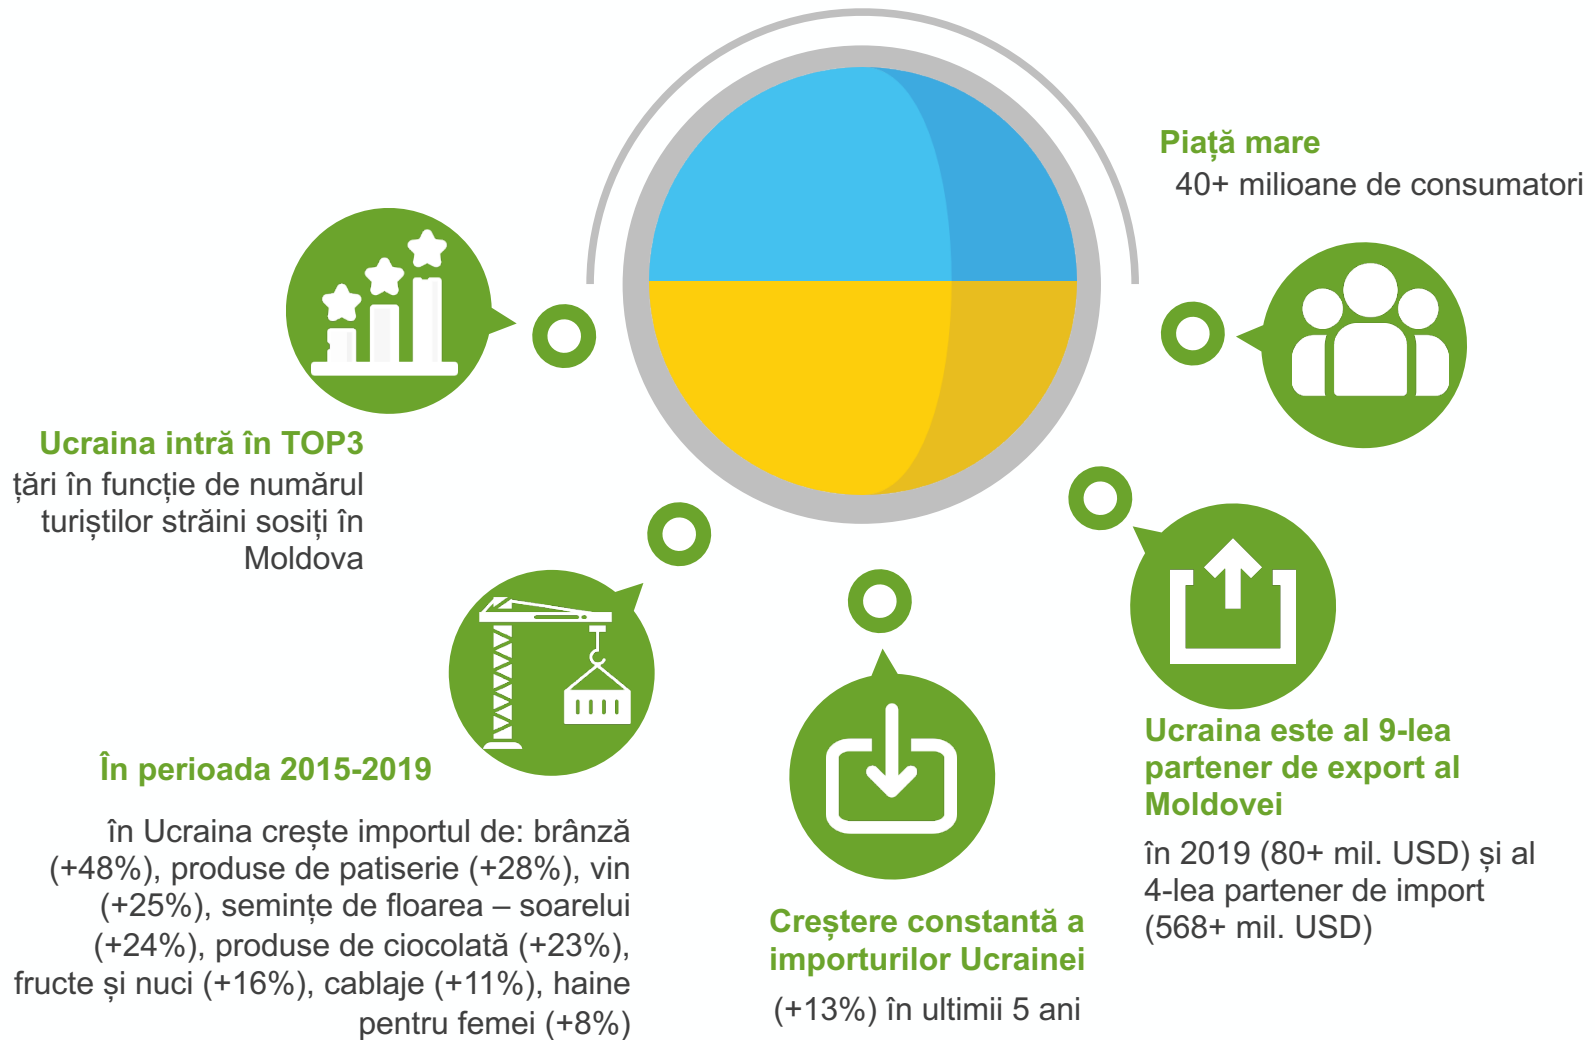 Piață mare
40+ milioane de consumatori
Ucraina intră în TOP3
țări în funcție de numărul
turiștilor străini sosiți în
Moldova
În perioada 2015-2019
în Ucraina crește importul de: brânză
(+48%), produse de patiserie (+28%), vin
(+25%), semințe de floarea – soarelui
(+24%), produse de ciocolată (+23%),
fructe și nuci (+16%), cablaje (+11%), haine
pentru femei (+8%)
Creștere constantă a
importurilor Ucrainei
(+13%) în ultimii 5 ani
Ucraina este al 9-lea
partener de export al
Moldovei
în 2019 (80+ mil. USD) și al
4-lea partener de import
(568+ mil. USD)